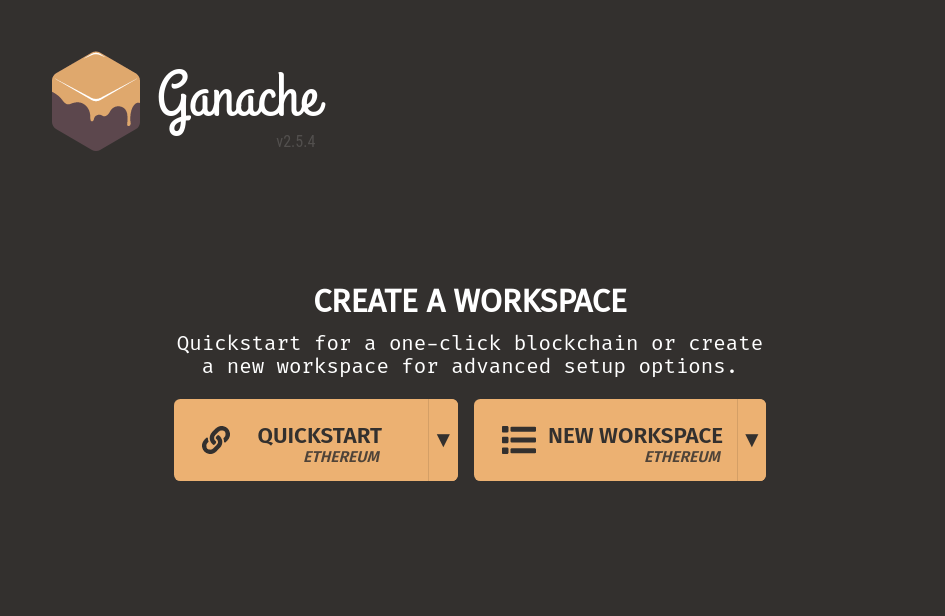 Ganache
v2.5.4
CREATE A WORKSPACE
Quickstart for a one-click blockchain or create
a new workspace for advanced setup options.
QUICKSTART
ETHEREUM
▼
NEW WORKSPACE
ETHEREUM
▼